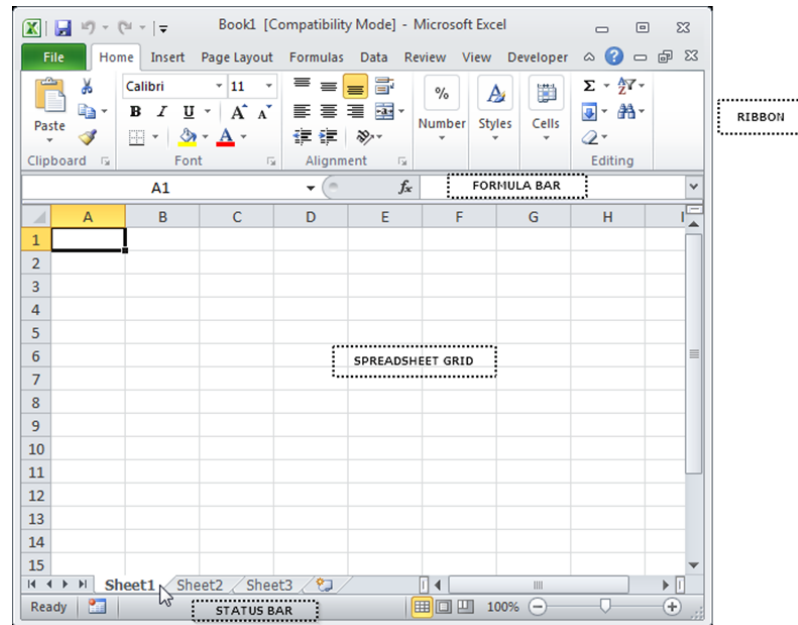 Book1 [Compatibility Mode] - Microsoft Excel
File Home Insert Page Layout Formulas Data Review View Developer
Calibri 11
B I U A A
Paste
A
%
Number Styles Cells
Σ
Clipboard Font Alignment Editing
RIBBON
A1 fx FORMULA BAR
A B C D E F G H I
1
2
3
4
5
SPREADSHEET GRID
6
7
8
9
10
11
12
13
14
15
Sheet1 Sheet2 Sheet3
Ready STATUS BAR 100%